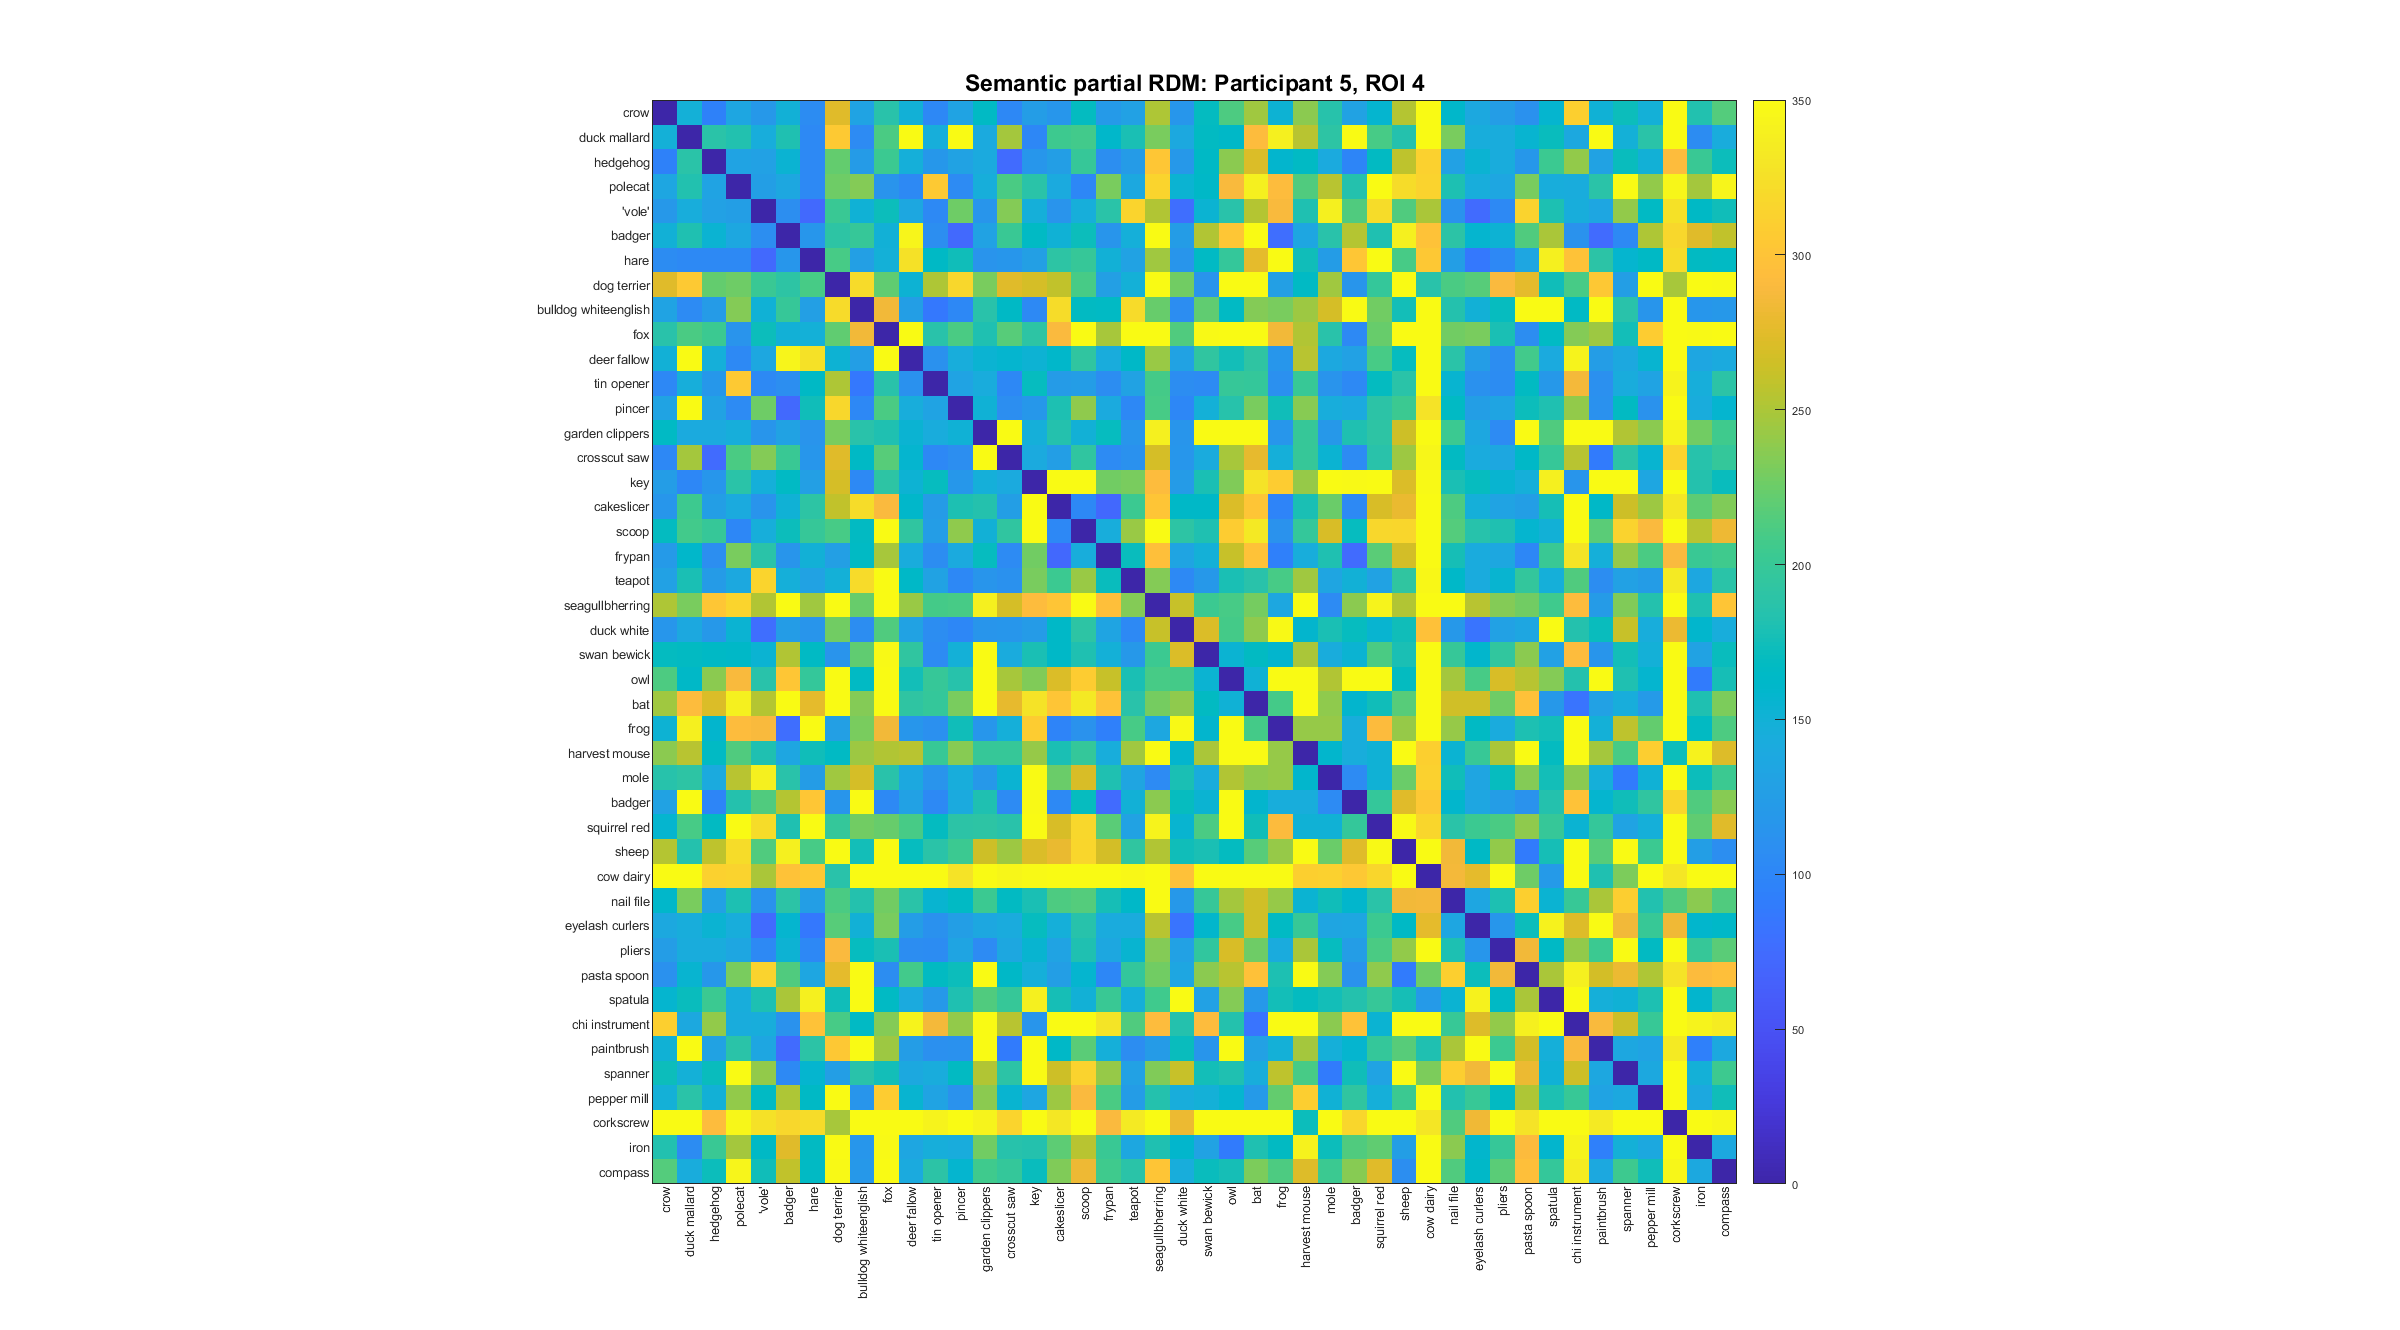 Semantic partial RDM: Participant 5, ROI 4
crow
duck mallard
hedgehog
polecat
'vole'
badger
hare
dog terrier
bulldog whiteenglish
fox
deer fallow
tin opener
pincer
garden clippers
crosscut saw
key
cakeslicer
scoop
frypan
teapot
seagullbherring
duck white
swan bewick
owl
bat
frog
harvest mouse
mole
badger
squirrel red
sheep
cow dairy
nail file
eyelash curlers
pliers
pasta spoon
spatula
chi instrument
paintbrush
spanner
pepper mill
corkscrew
iron
compass
crow
duck mallard
hedgehog
polecat
'vole'
badger
hare
dog terrier
bulldog whiteenglish
fox
deer fallow
tin opener
pincer
garden clippers
crosscut saw
key
cakeslicer
scoop
frypan
teapot
seagullbherring
duck white
swan bewick
owl
bat
frog
harvest mouse
mole
badger
squirrel red
sheep
cow dairy
nail file
eyelash curlers
pliers
pasta spoon
spatula
chi instrument
paintbrush
spanner
pepper mill
corkscrew
iron
compass
350
300
250
200
150
100
50
0